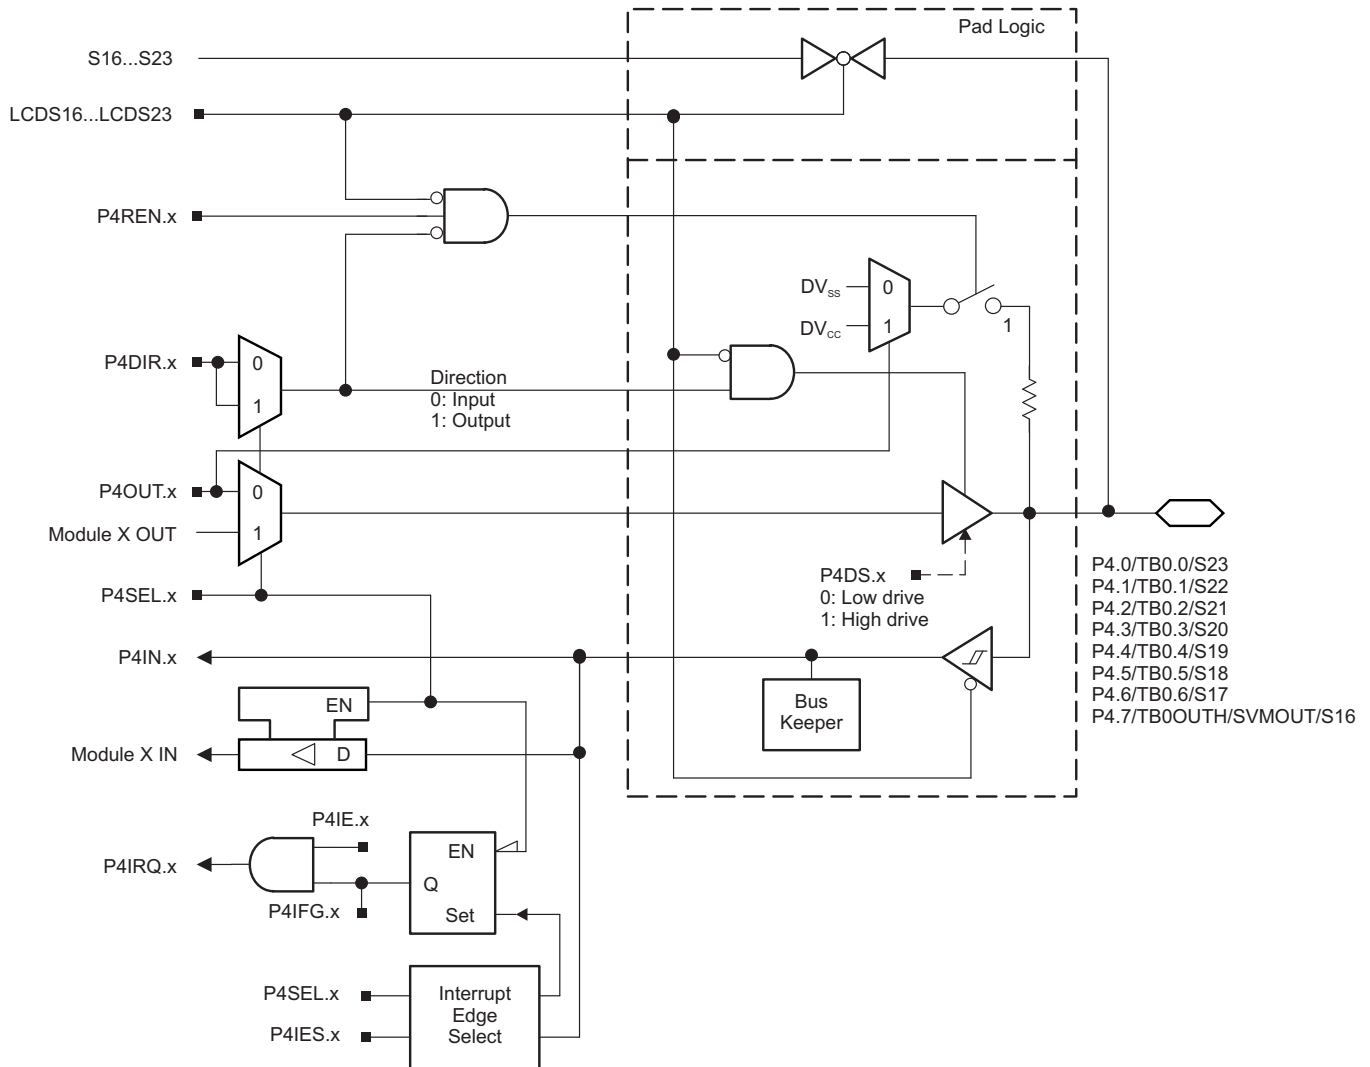 Pad Logic
S16...S23
LCDS16...LCDS23
P4REN.x
DVSS
0
DVCC
1
1
P4DIR.x
0
1
Direction
0: Input
1: Output
P4OUT.x
0
Module X OUT
1
P4DS.x
0: Low drive
1: High drive
P4.0/TB0.0/S23
P4.1/TB0.1/S22
P4.2/TB0.2/S21
P4.3/TB0.3/S20
P4.4/TB0.4/S19
P4.5/TB0.5/S18
P4.6/TB0.6/S17
P4.7/TB0OUTH/SVMOUT/S16
P4SEL.x
P4IN.x
Bus
Keeper
EN
Module X IN
D
P4IE.x
EN
P4IRQ.x
Q
P4IFG.x
Set
P4SEL.x
P4IES.x
Interrupt
Edge
Select